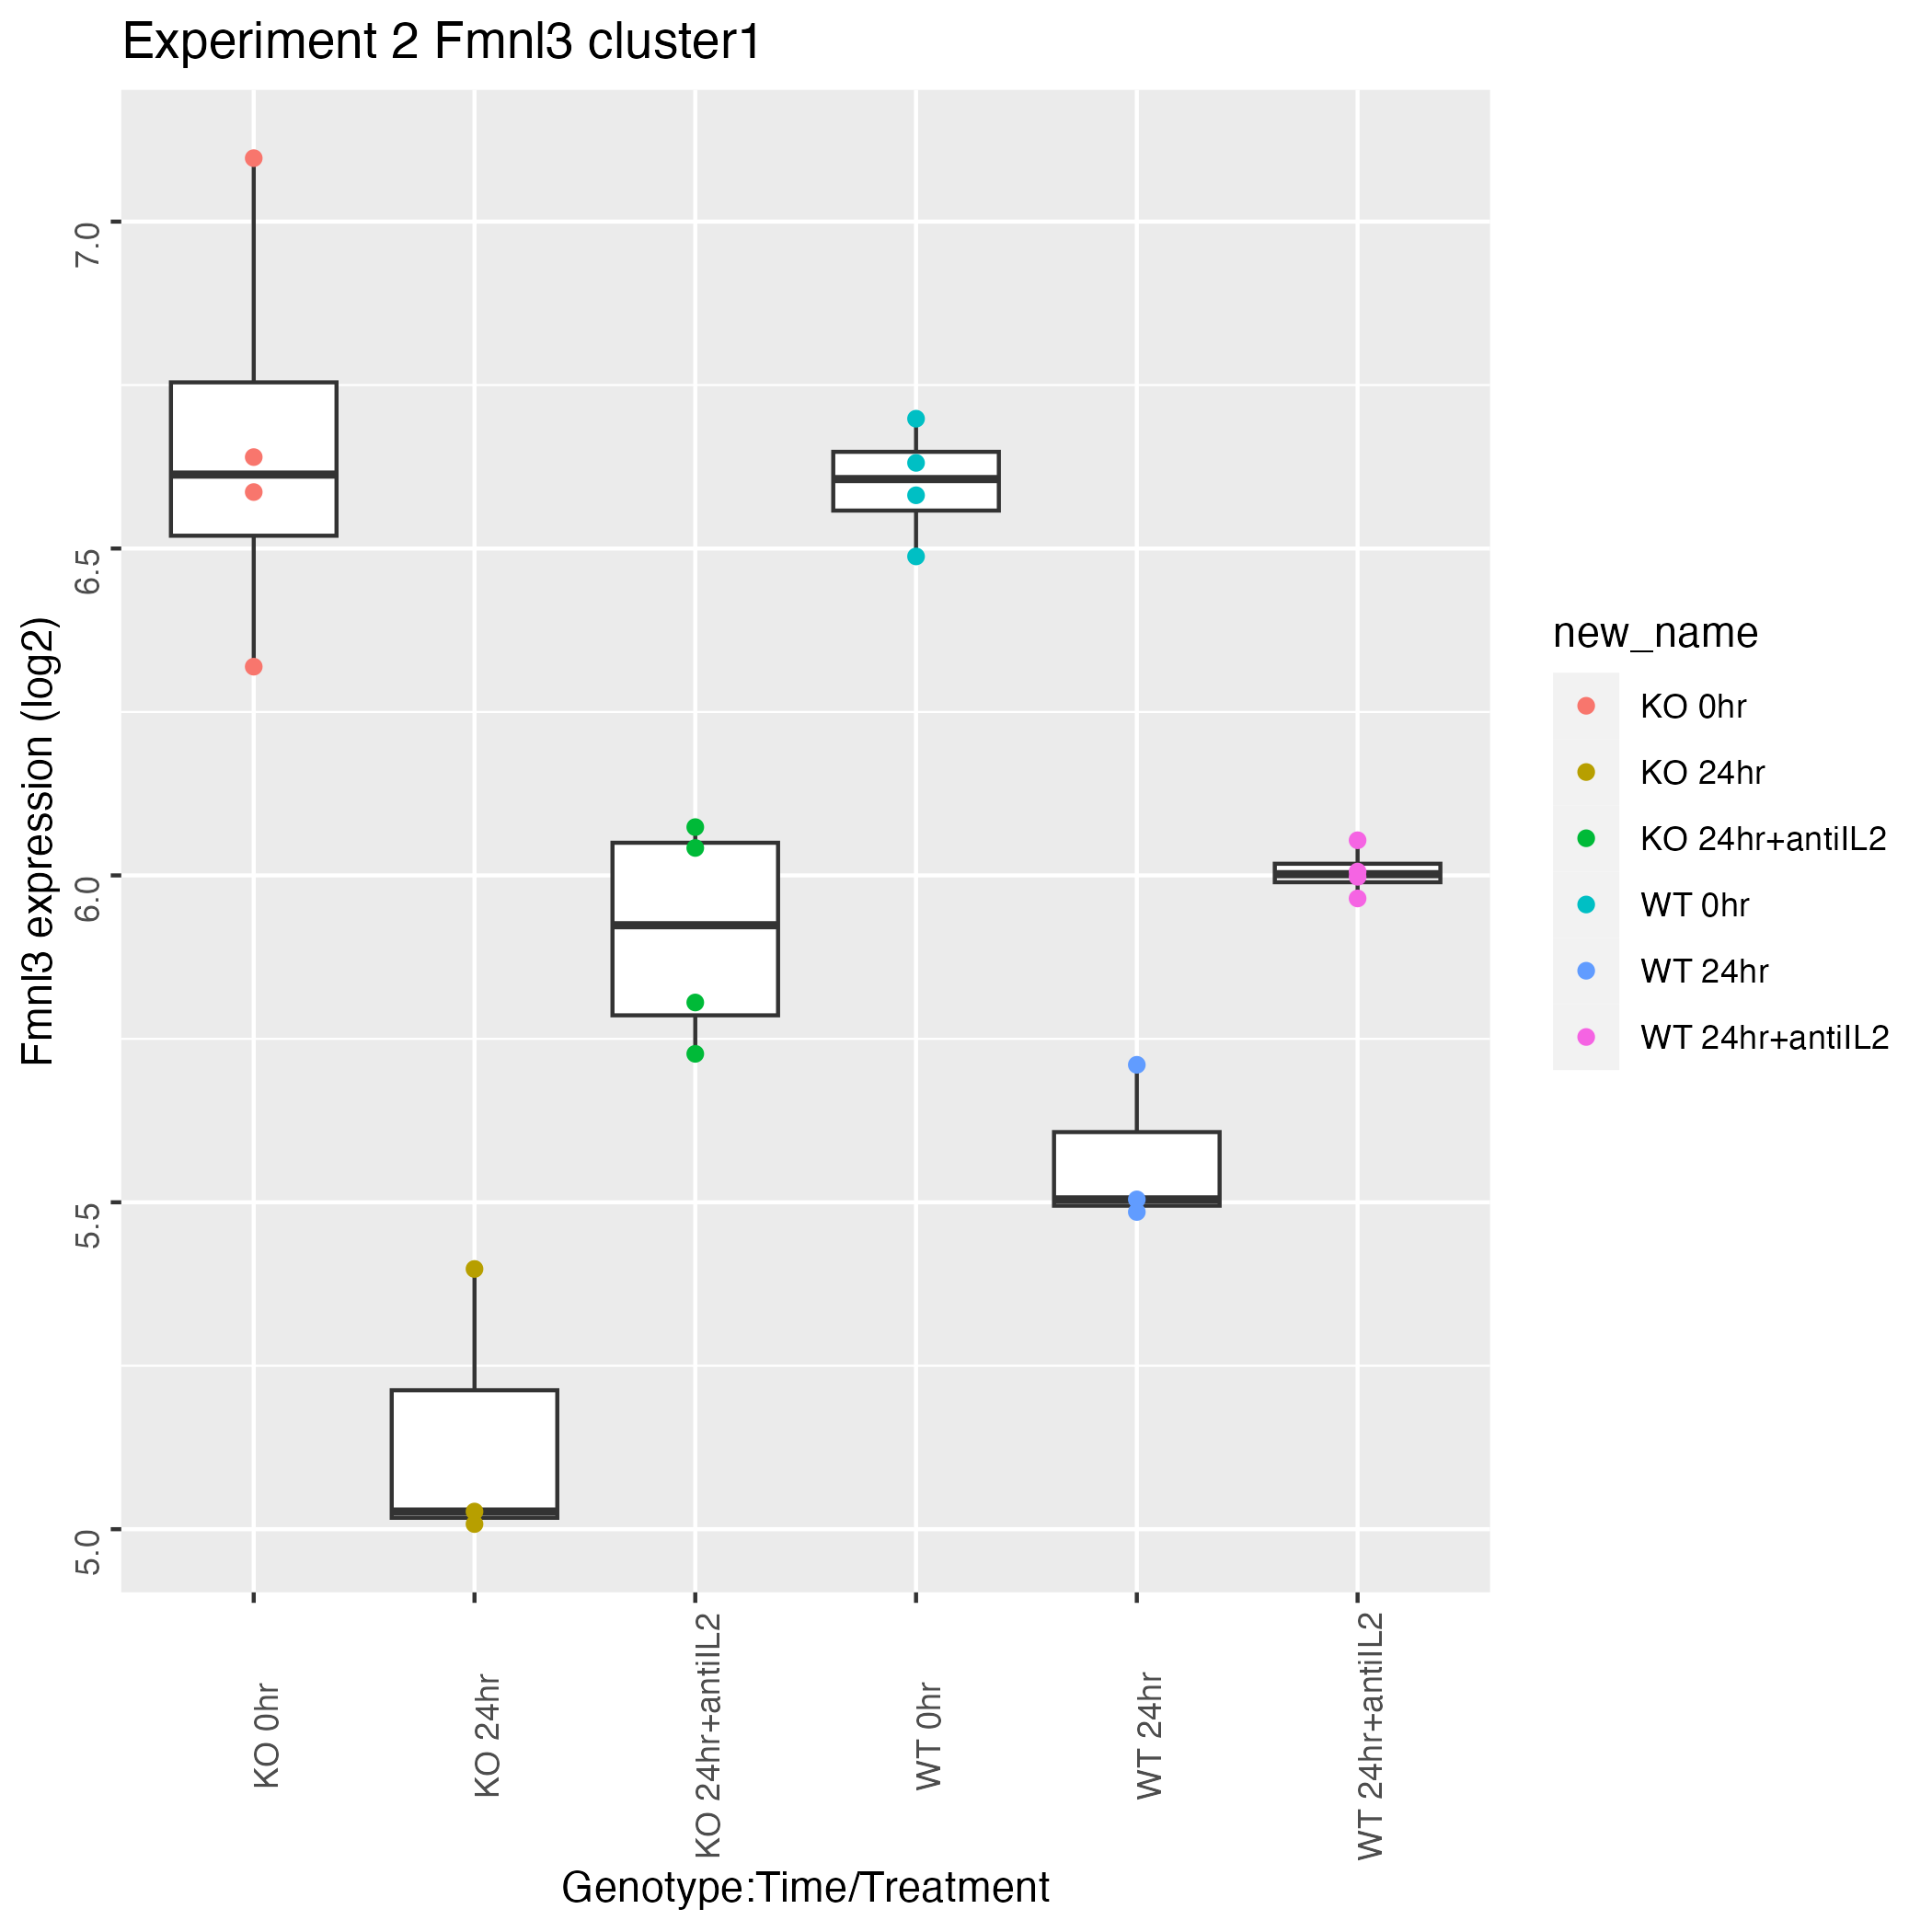 Experiment 2 Fmnl3 cluster1
Fmnl3 expression (log2)
7.0
6.5
6.0
5.5
5.0
KO 0hr
KO 24hr
KO 24hr+antiIL2
WT 0hr
WT 24hr
WT 24hr+antiIL2
Genotype:Time/Treatment
new_name
KO 0hr
KO 24hr
KO 24hr+antiIL2
WT 0hr
WT 24hr
WT 24hr+antiIL2